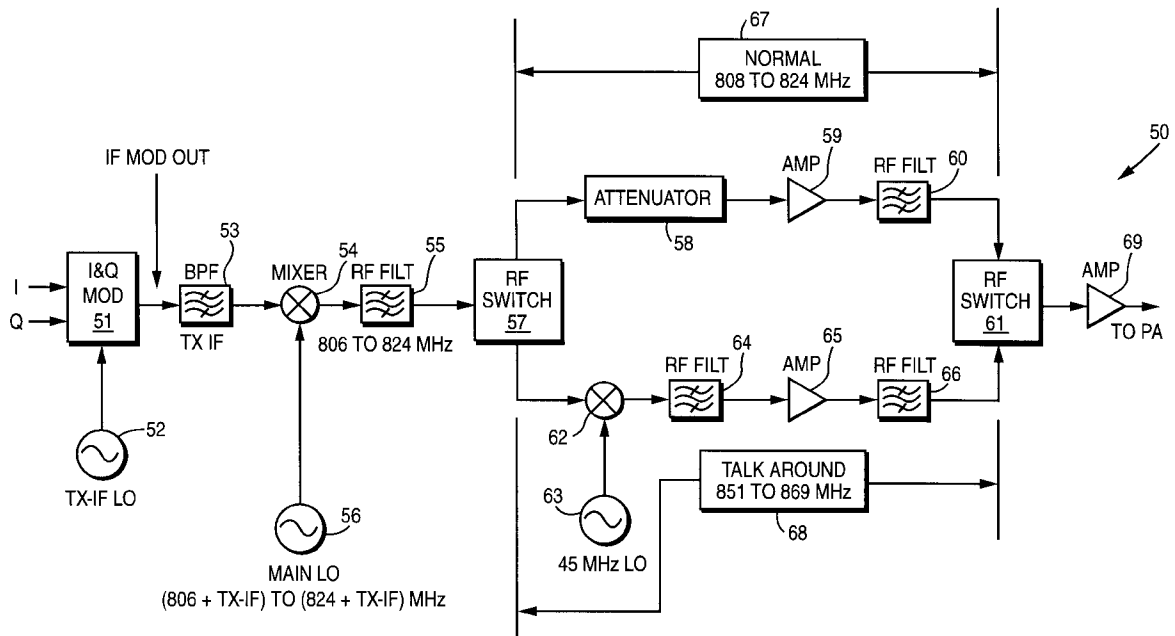 67
NORMAL
808 TO 824 MHz
50
IF MOD OUT
59
AMP
60
RF FILT
ATTENUATOR
58
53
BPF
54
MIXER
55
RF FILT
I
Q
I&Q
MOD
51
TX IF
806 TO 824 MHz
RF
SWITCH
57
RF
SWITCH
61
69
AMP
TO PA
64
RF FILT
65
AMP
RF FILT
66
62
52
TX-IF LO
63
45 MHz LO
TALK AROUND
851 TO 869 MHz
68
56
MAIN LO
(806 + TX-IF) TO (824 + TX-IF) MHz